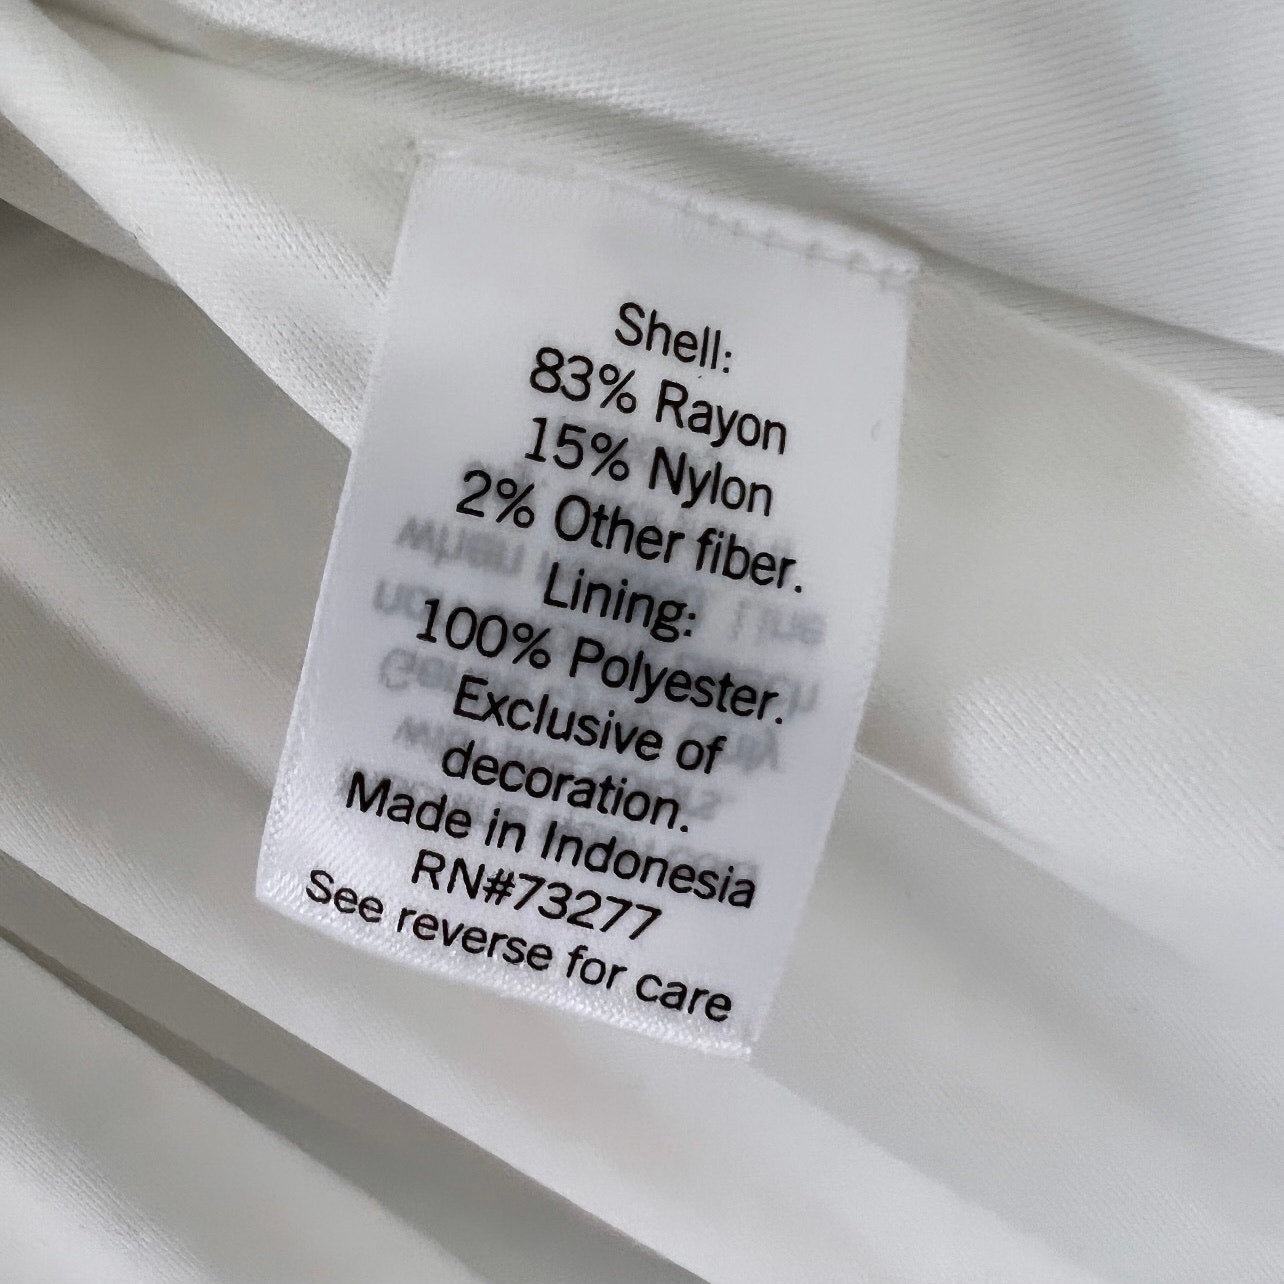 Shell:
83% Rayon
15% Nylon
2% Other fiber.
Lining:
100% Polyester.
Exclusive of
decoration.
Made in Indonesia
RN#73277
See reverse for care